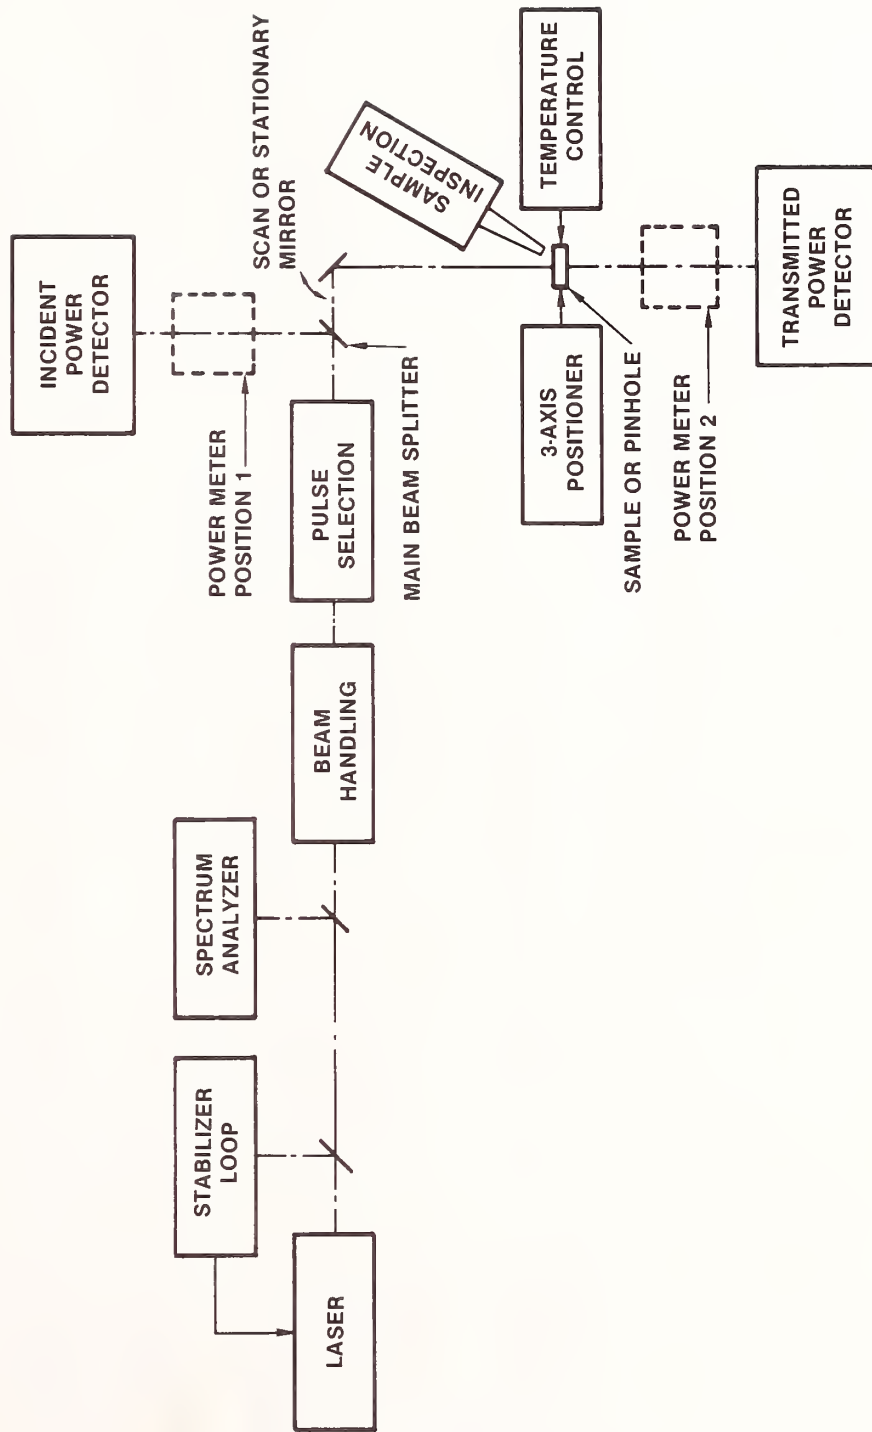 LASER
STABILIZER
LOOP
SPECTRUM
ANALYZER
BEAM
HANDLING
PULSE
SELECTION
MAIN BEAM SPLITTER
POWER METER
POSITION 1
INCIDENT
POWER
DETECTOR
SCAN OR STATIONARY
MIRROR
SAMPLE
INSPECTION
TEMPERATURE
CONTROL
3-AXIS
POSITIONER
SAMPLE OR PINHOLE
POWER METER
POSITION 2
TRANSMITTED
POWER
DETECTOR